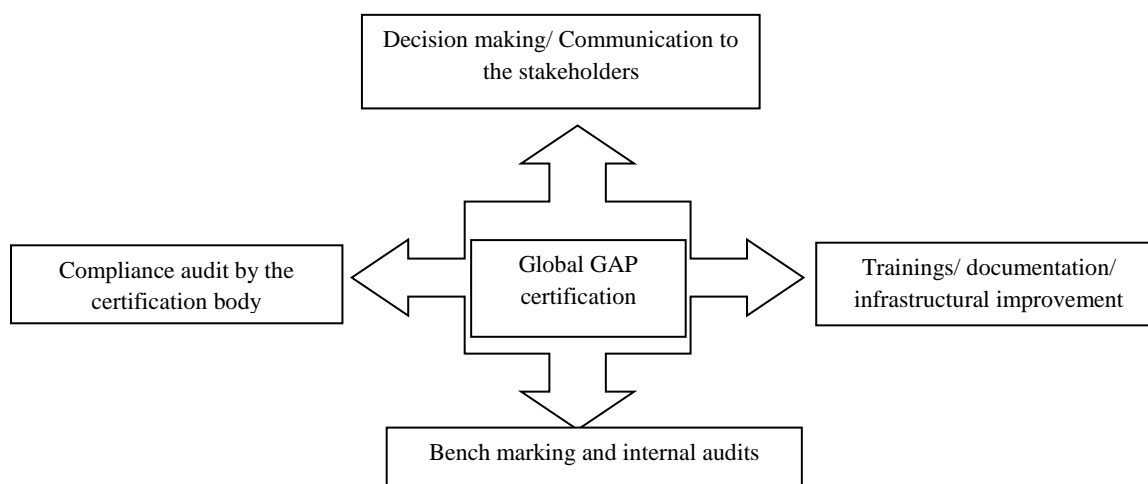 Decision making/ Communication to
the stakeholders
Compliance audit by the
certification body
Global GAP
certification
Trainings/ documentation/
infrastructural improvement
Bench marking and internal audits